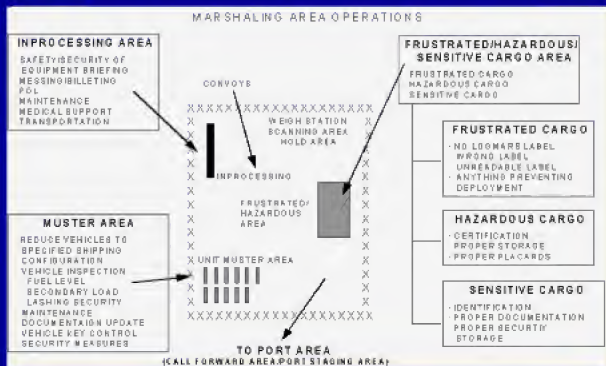 MARSHALING AREA OPERATIONS
INPROCESSING AREA
SAFETY/SECURITY OF
EQUIPMENT BRIEFING
MESSING/BILLETING
POL
MAINTENANCE
MEDICAL SUPPORT
TRANSPORTATION
CONVOYS
WEIGH STATION
SCANNING AREA
HOLD AREA
INPROCESSING
FRUSTRATED/
HAZARDOUS
AREA
UNIT MUSTER AREA
MUSTER AREA
REDUCE VEHICLES TO
SPECIFIED SHIPPING
CONFIGURATION
VEHICLE INSPECTION
FUEL LEVEL
SECONDARY LOAD
LASHING SECURITY
MAINTENANCE
DOCUMENTAION UPDATE
VEHICLE KEY CONTROL
SECURITY MEASURES
TO PORT AREA
(CALL FORWARD AREA/PORT STAGING AREA)
FRUSTRATED/HAZARDOUS/
SENSITIVE CARGO AREA
FRUSTRATED CARGO
HAZARDOUS CARGO
SENSITIVE CARGO
FRUSTRATED CARGO
- NO LOGMARS LABEL
WRONG LABEL
UNREADABLE LABEL
- ANYTHING PREVENTING
DEPLOYMENT
HAZARDOUS CARGO
- CERTIFICATION
- PROPER STORAGE
- PROPER PLACARDS
SENSITIVE CARGO
- IDENTIFICATION
- PROPER DOCUMENTATION
- PROPER SECURITY
STORAGE